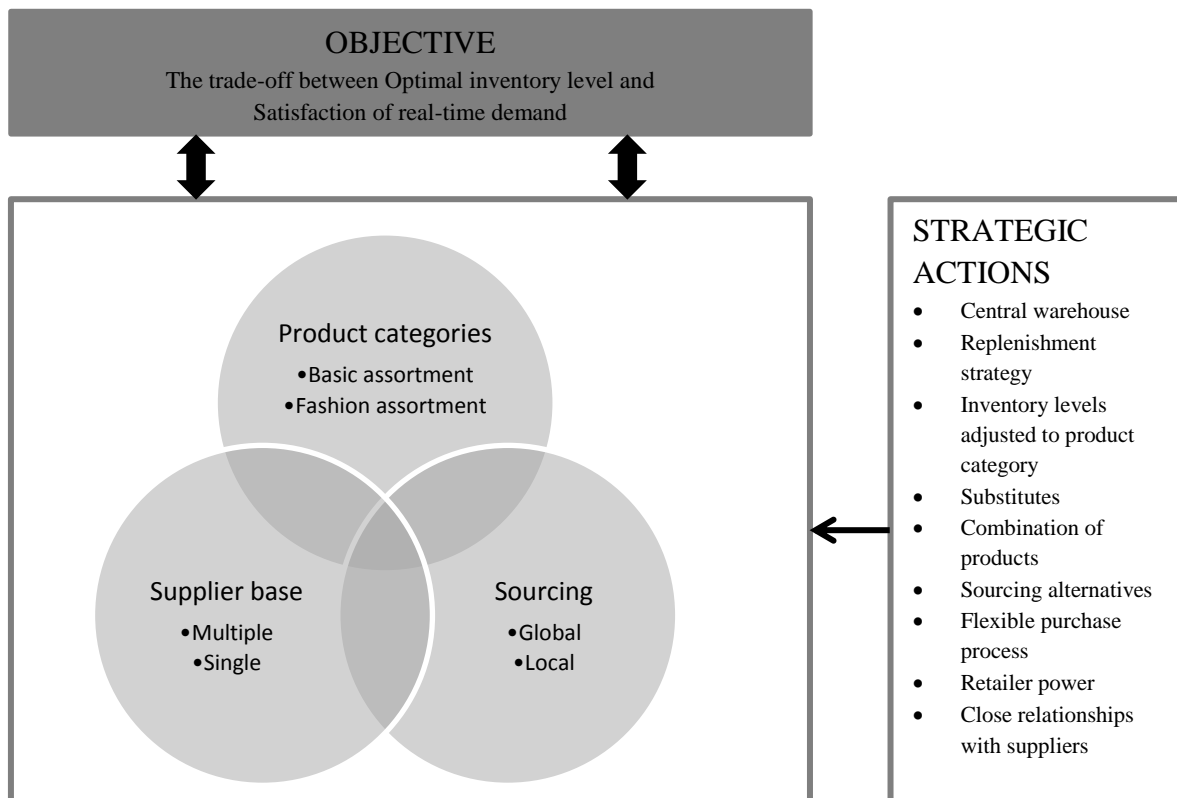 OBJECTIVE
The trade-off between Optimal inventory level and
Satisfaction of real-time demand
Product categories
•Basic assortment
•Fashion assortment
Supplier base
•Multiple
•Single
Sourcing
•Global
•Local
STRATEGIC
ACTIONS
• Central warehouse
• Replenishment
strategy
• Inventory levels
adjusted to product
category
• Substitutes
• Combination of
products
• Sourcing alternatives
• Flexible purchase
process
• Retailer power
• Close relationships
with suppliers